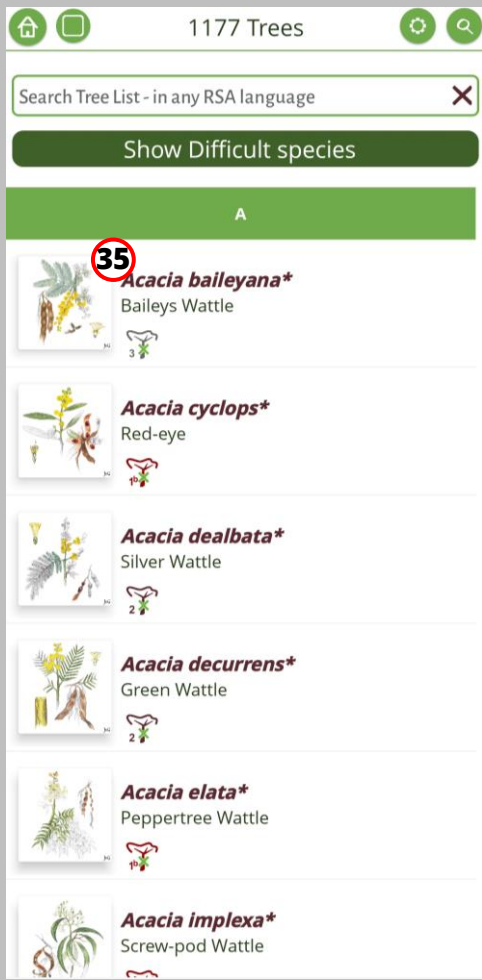 1177 Trees
Search Tree List - in any RSA language
Show Difficult species
A
35
Acacia baileyana*
Baileys Wattle
3
Acacia cyclops*
Red-eye
1b
Acacia dealbata*
Silver Wattle
2
Acacia decurrens*
Green Wattle
2
Acacia elata*
Peppertree Wattle
1b
Acacia implexa*
Screw-pod Wattle